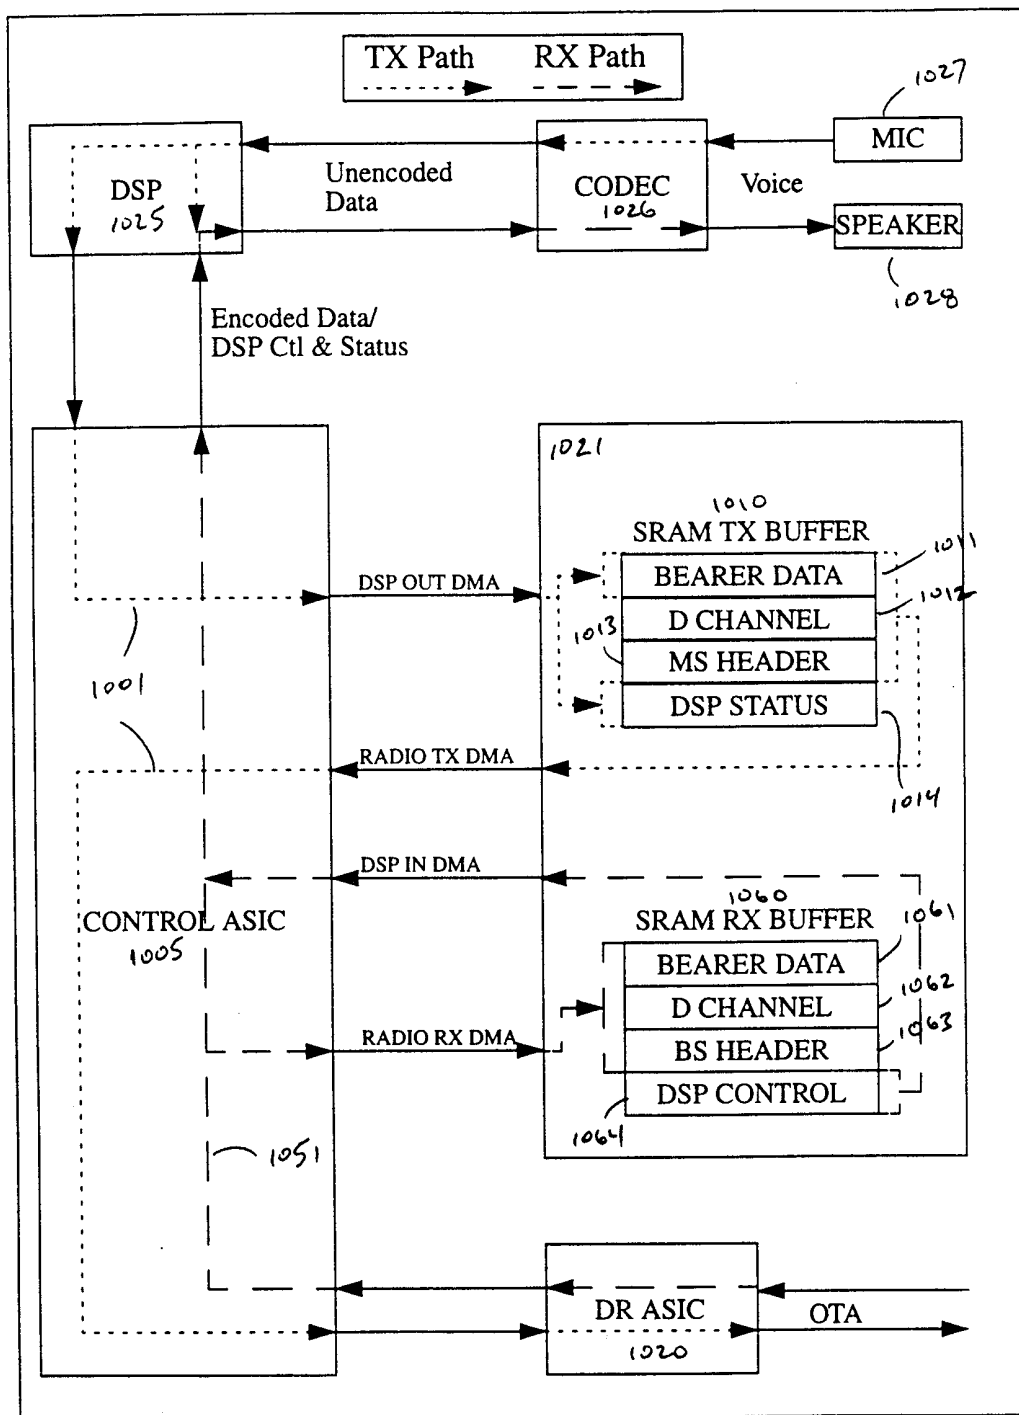 TX Path RX Path
1027
MIC
DSP
1025
Unencoded
Data
CODEC
1026
Voice
SPEAKER
1028
Encoded Data/
DSP Ctl & Status
1021
1010
SRAM TX BUFFER
1011
BEARER DATA
1012
D CHANNEL
1013
MS HEADER
DSP STATUS
1014
DSP OUT DMA
1001
RADIO TX DMA
DSP IN DMA
CONTROL ASIC
1005
1060
SRAM RX BUFFER
1061
BEARER DATA
1062
D CHANNEL
1063
BS HEADER
DSP CONTROL
1064
RADIO RX DMA
1051
DR ASIC
1020
OTA